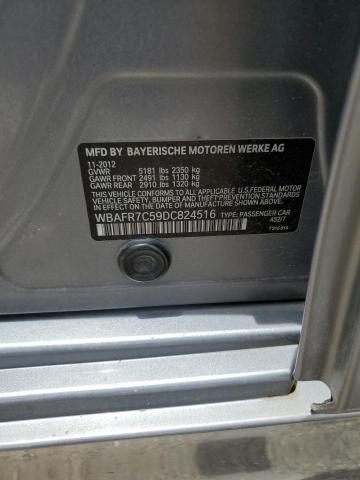 MFD BY BAYERISCHE MOTOREN WERKE AG
11-2012
GVWR 5181 lbs 2350 kg
GAWR FRONT 2491 lbs 1130 kg
GAWR REAR 2910 lbs 1320 kg
THIS VEHICLE CONFORMS TO ALL APPLICABLE U.S.FEDERAL MOTOR
VEHICLE SAFETY, BUMPER, AND THEFT PREVENTION STANDARDS IN
EFFECT ON THE DATE OF MANUFACTURE SHOWN ABOVE.
WBAFR7C59DC824516 TYPE: PASSENGER CAR
A52/7